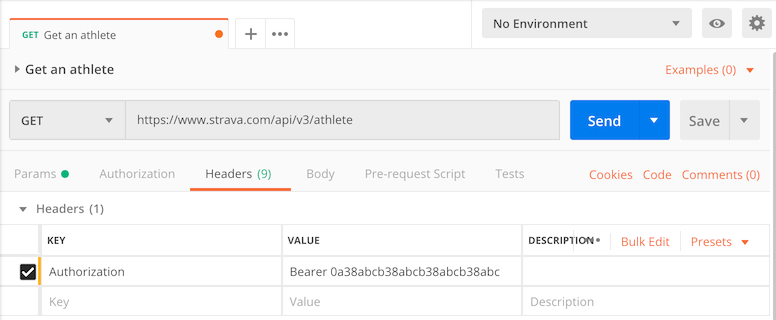 No Environment
GET Get an athlete
Get an athlete Examples (0)
GET https://www.strava.com/api/v3/athlete Send Save
Params Authorization Headers (9) Body Pre-request Script Tests Cookies Code Comments (0)
Headers (1)
KEY VALUE DESCRIPTION Bulk Edit Presets
Authorization Bearer 0a38abcb38abcb38abcb38abc
Key Value Description